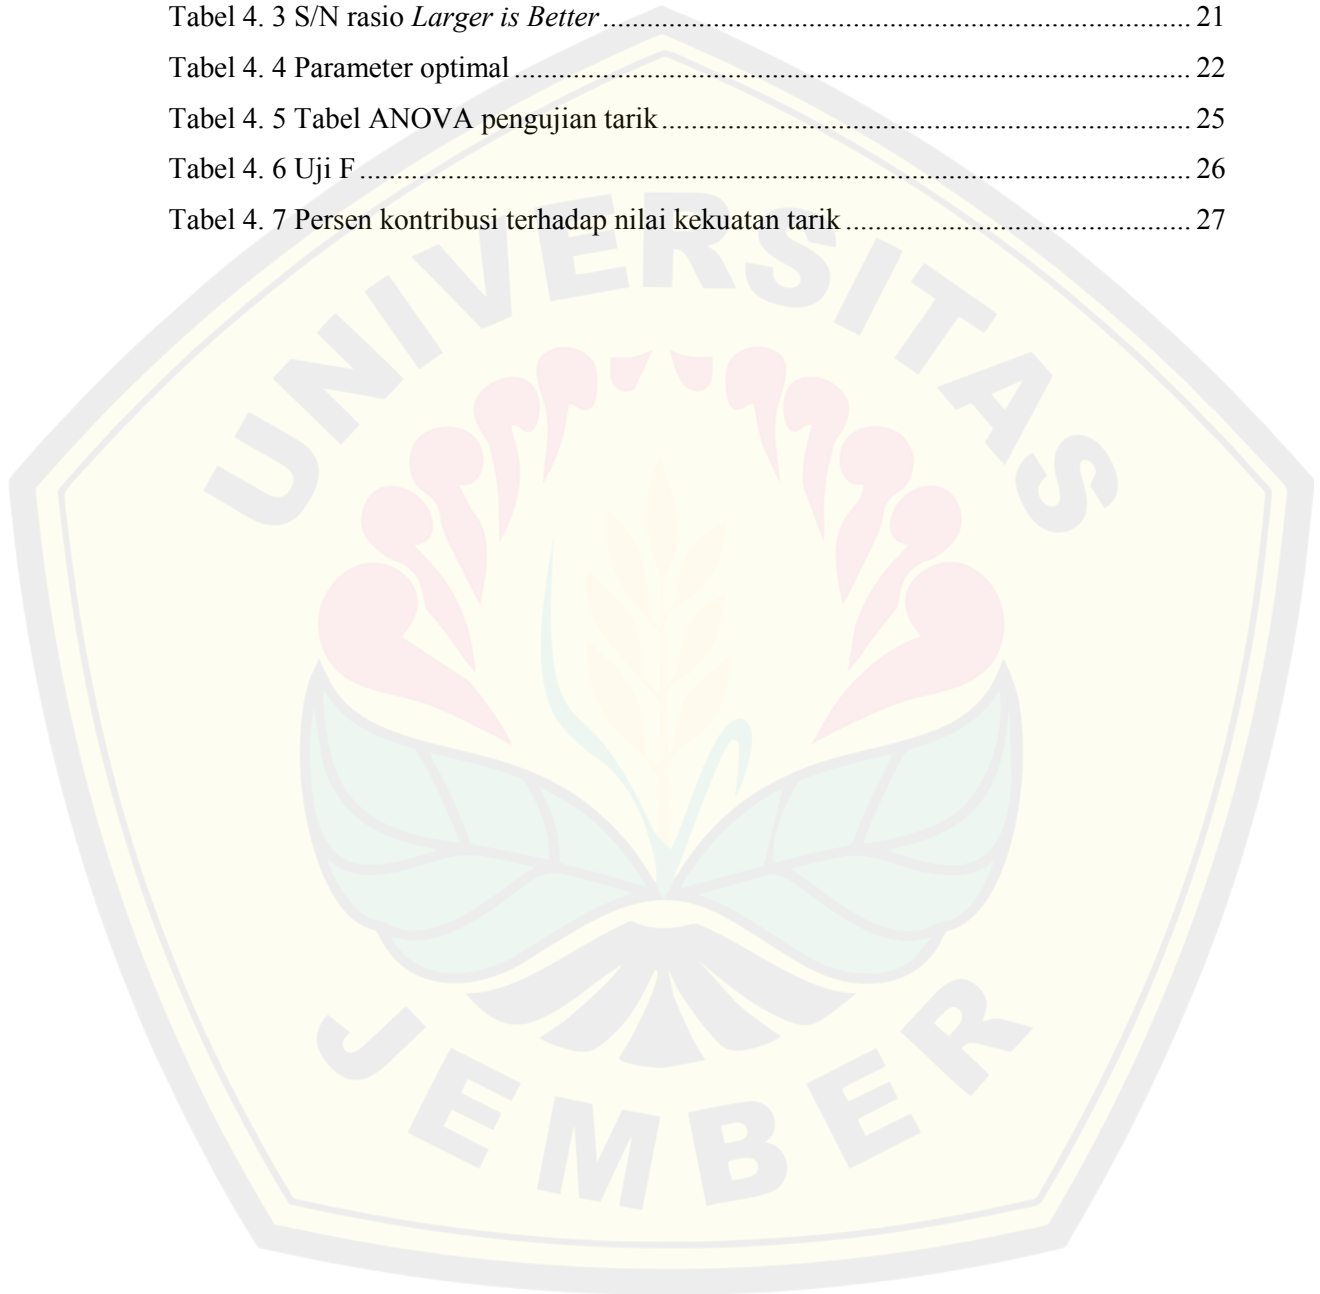 Tabel 4. 3 S/N rasio Larger is Better.......................................................................... 21
Tabel 4. 4 Parameter optimal...................................................................................... 22
Tabel 4. 5 Tabel ANOVA pengujian tarik................................................................... 25
Tabel 4. 6 Uji F........................................................................................................... 26
Tabel 4. 7 Persen kontribusi terhadap nilai kekuatan tarik............................................ 27
UNIVERSITAS
JEMBER